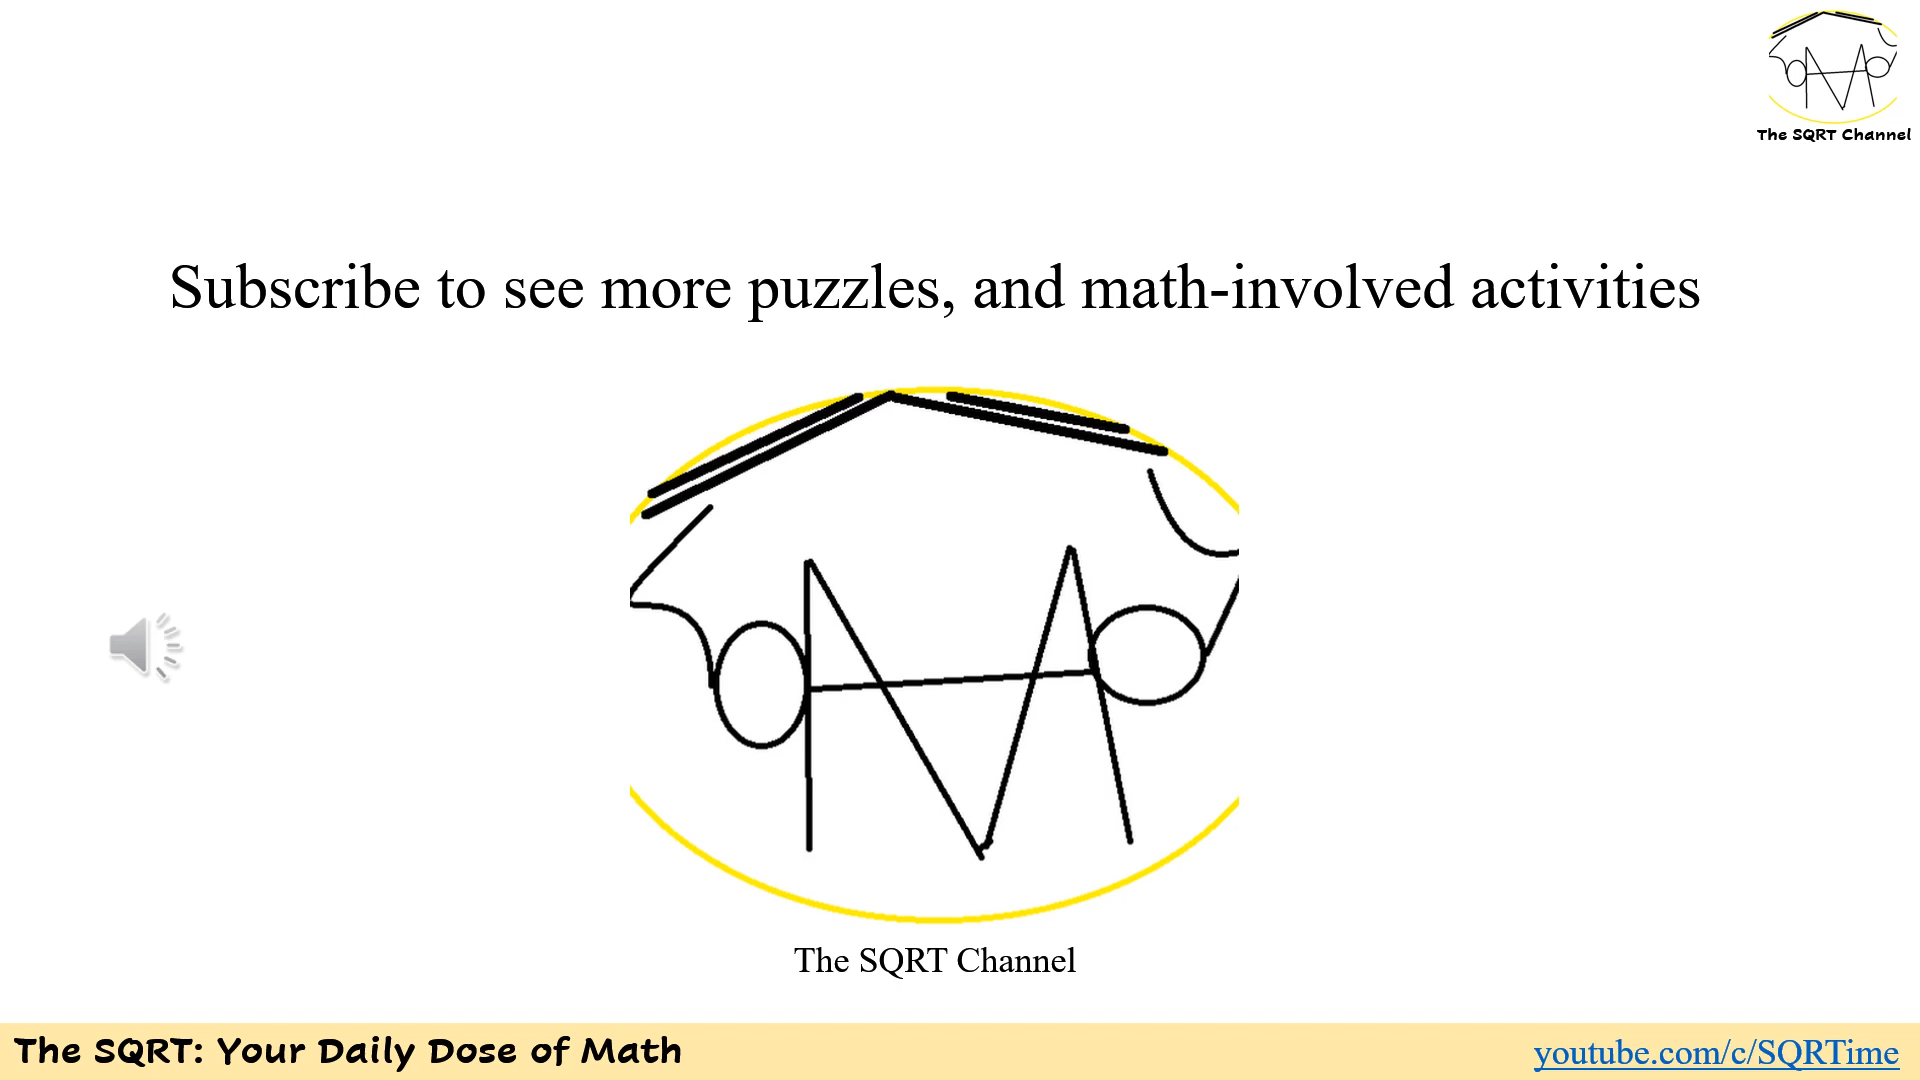 The SQRT Channel
Subscribe to see more puzzles, and math-involved activities
The SQRT Channel
The SQRT: Your Daily Dose of Math
youtube.com/c/SQRTime